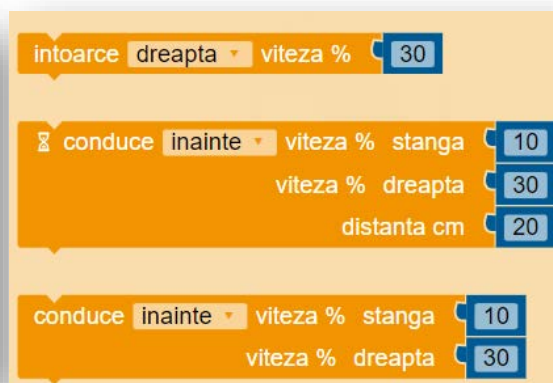 intoarce dreapta viteza % 30
conduce inainte viteza % stanga 10
viteza % dreapta 30
distanta cm 20
conduce inainte viteza % stanga 10
viteza % dreapta 30